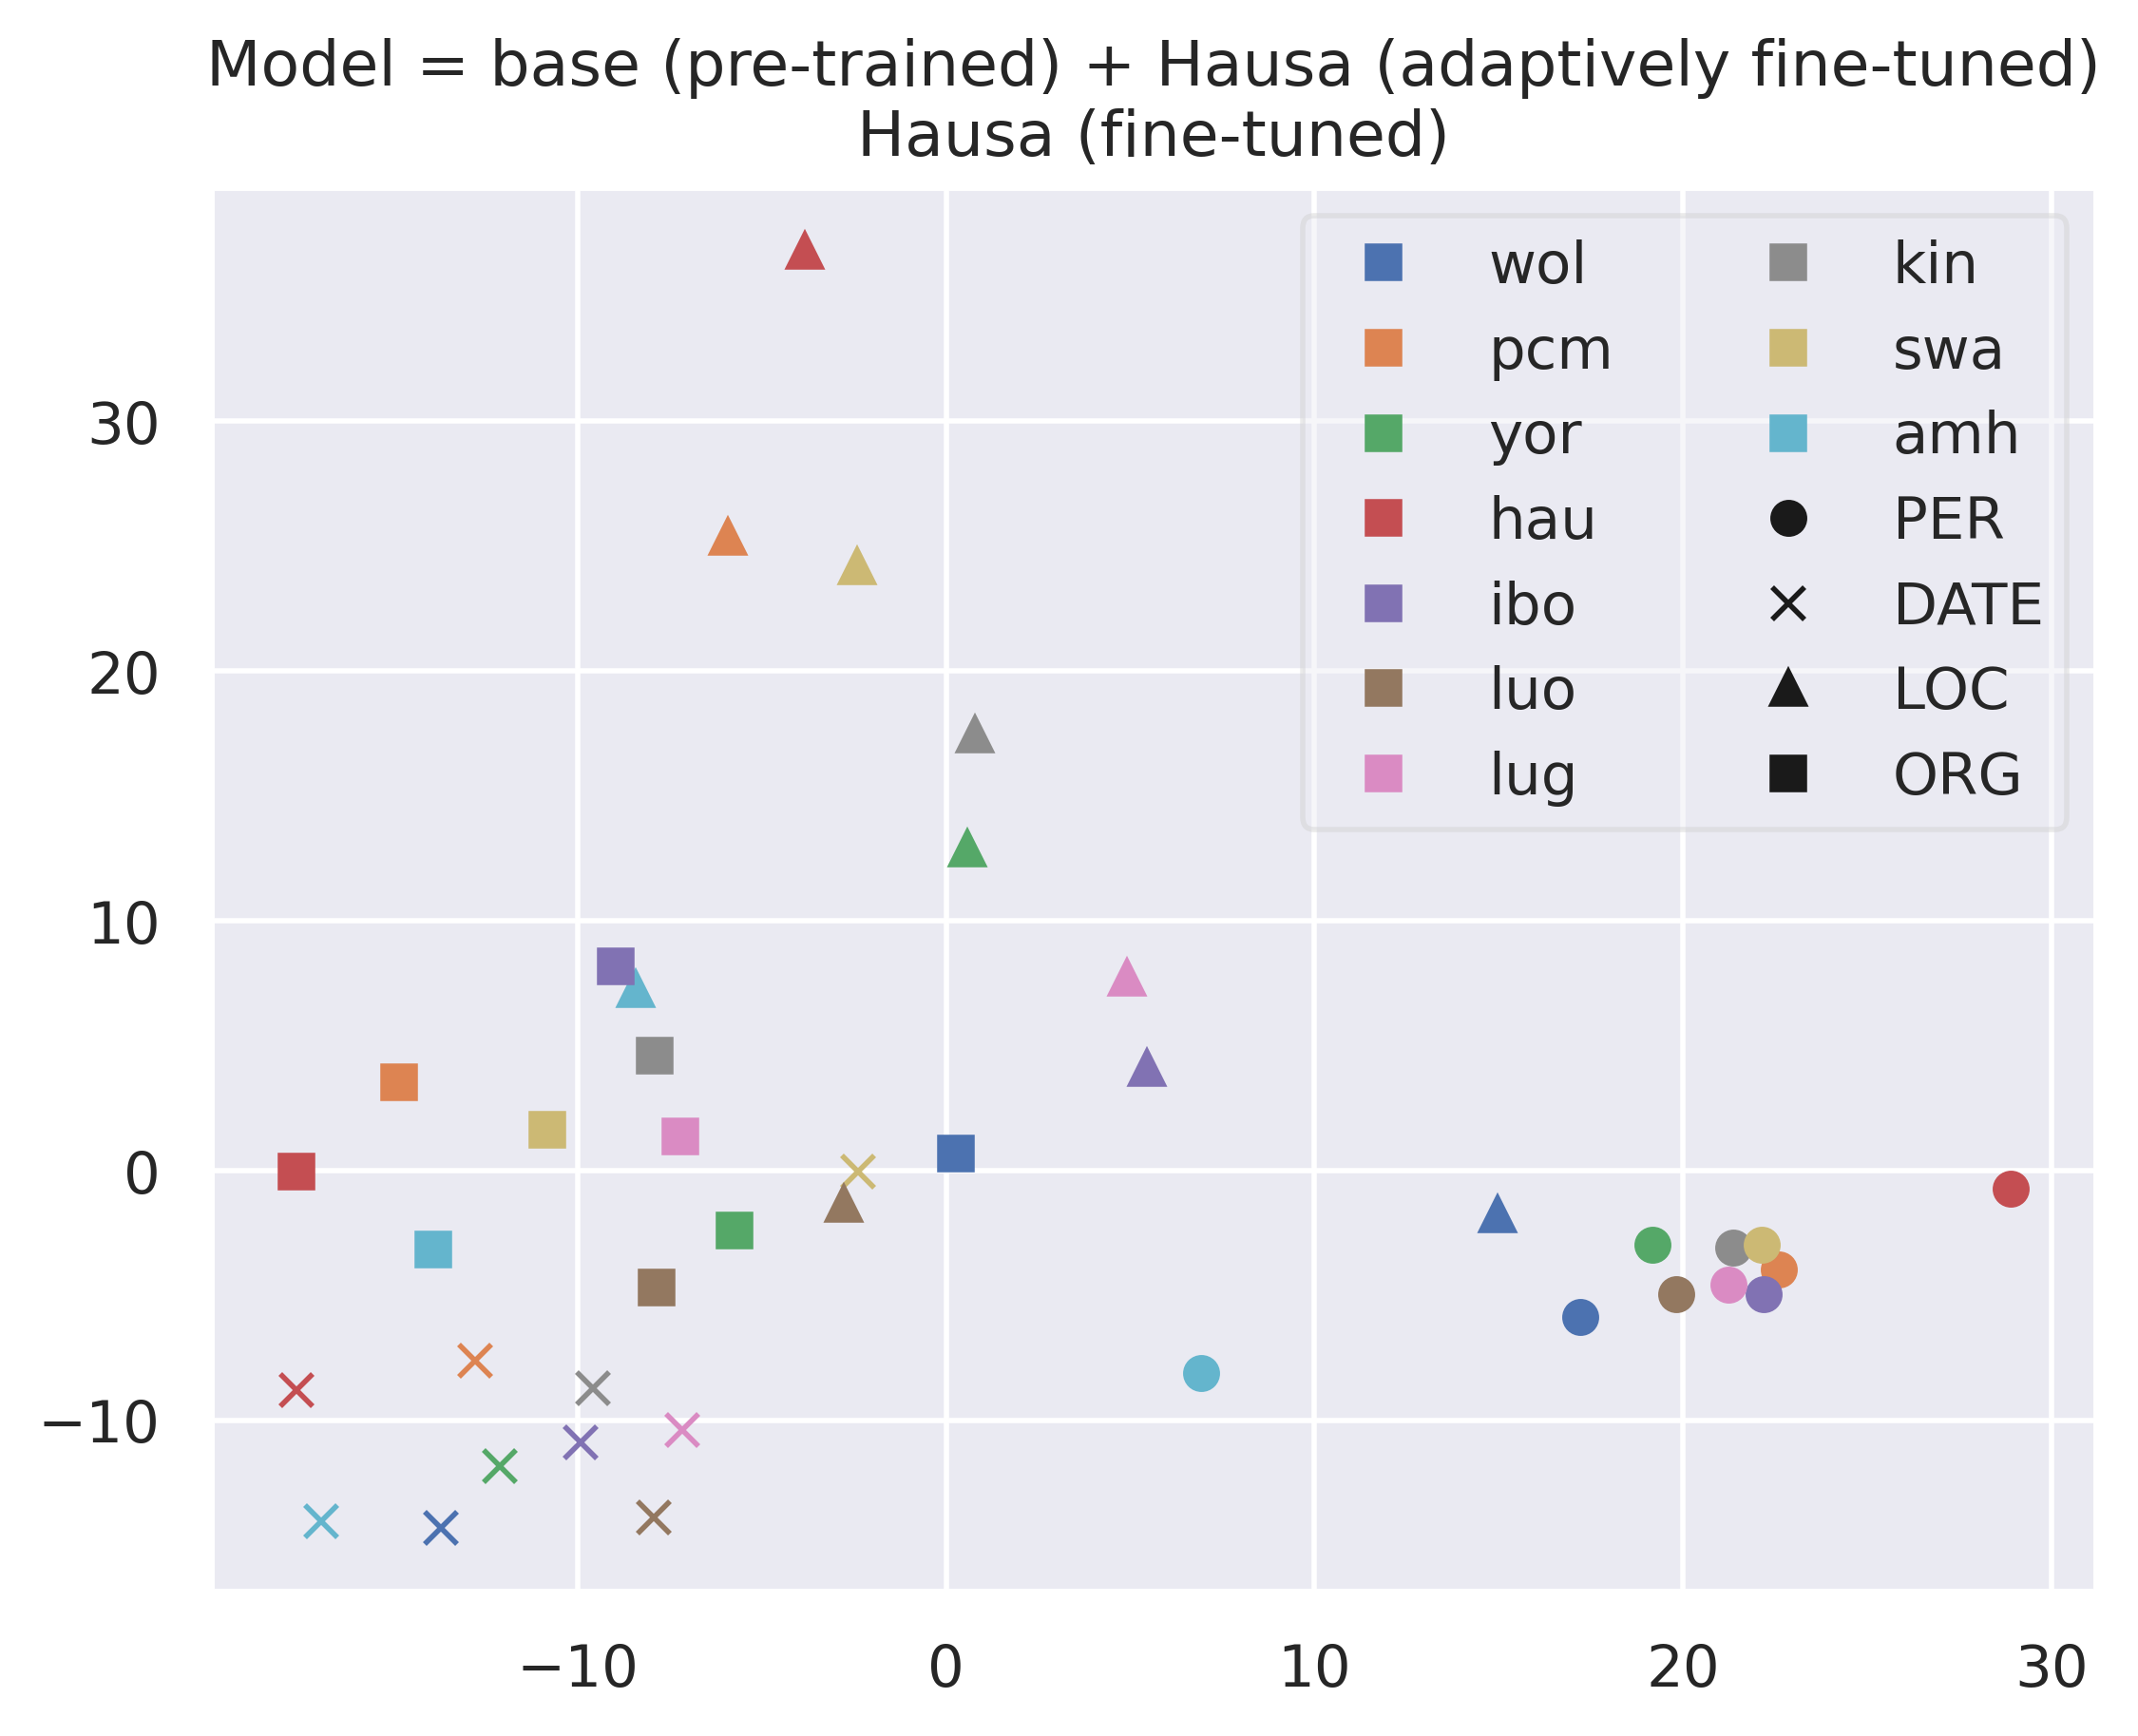 Model = base (pre-trained) + Hausa (adaptively fine-tuned)
Hausa (fine-tuned)
wol
pcm
yor
hau
ibo
luo
lug
kin
swa
amh
PER
DATE
LOC
ORG
30
20
10
0
−10
−10
0
10
20
30